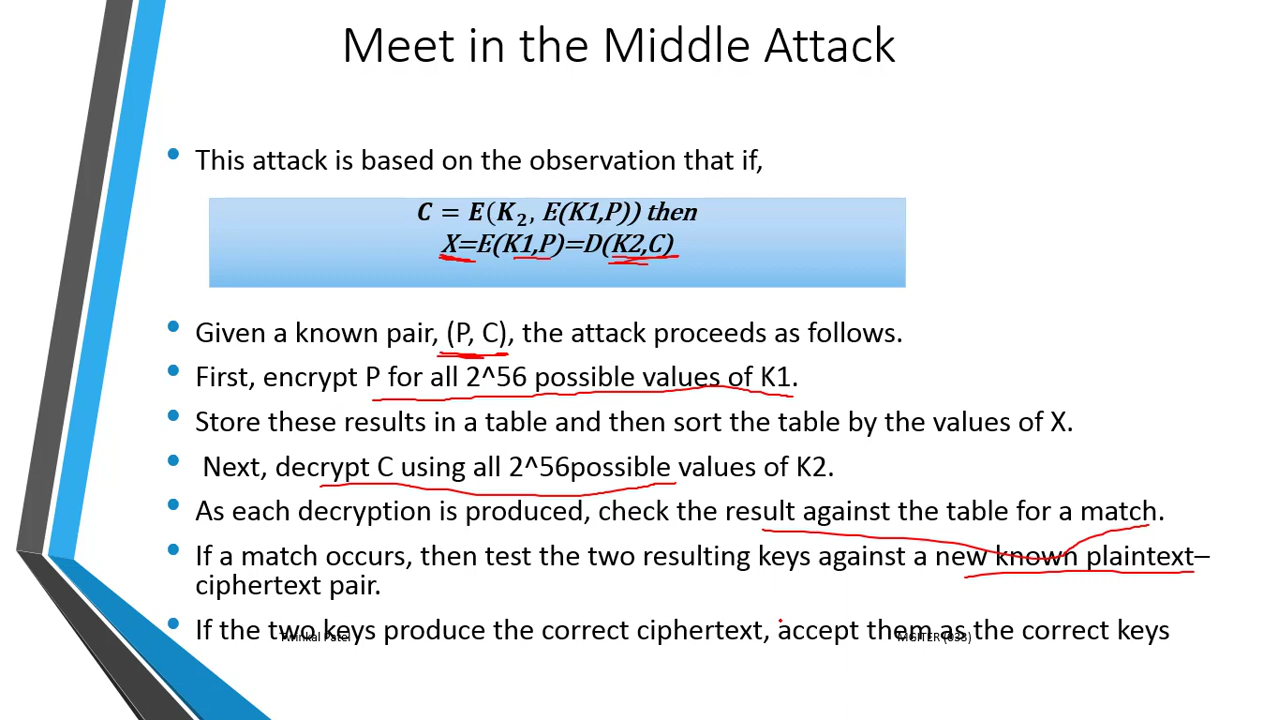 Meet in the Middle Attack
• This attack is based on the observation that if,
C = E(K₂, E(K1,P)) then
X=E(K1,P)=D(K2,C)
• Given a known pair, (P, C), the attack proceeds as follows.
• First, encrypt P for all 2^56 possible values of K1.
• Store these results in a table and then sort the table by the values of X.
• Next, decrypt C using all 2^56possible values of K2.
• As each decryption is produced, check the result against the table for a match.
• If a match occurs, then test the two resulting keys against a new known plaintext–
ciphertext pair.
• If the two keys produce the correct ciphertext, accept them as the correct keys
Twinkal Patel